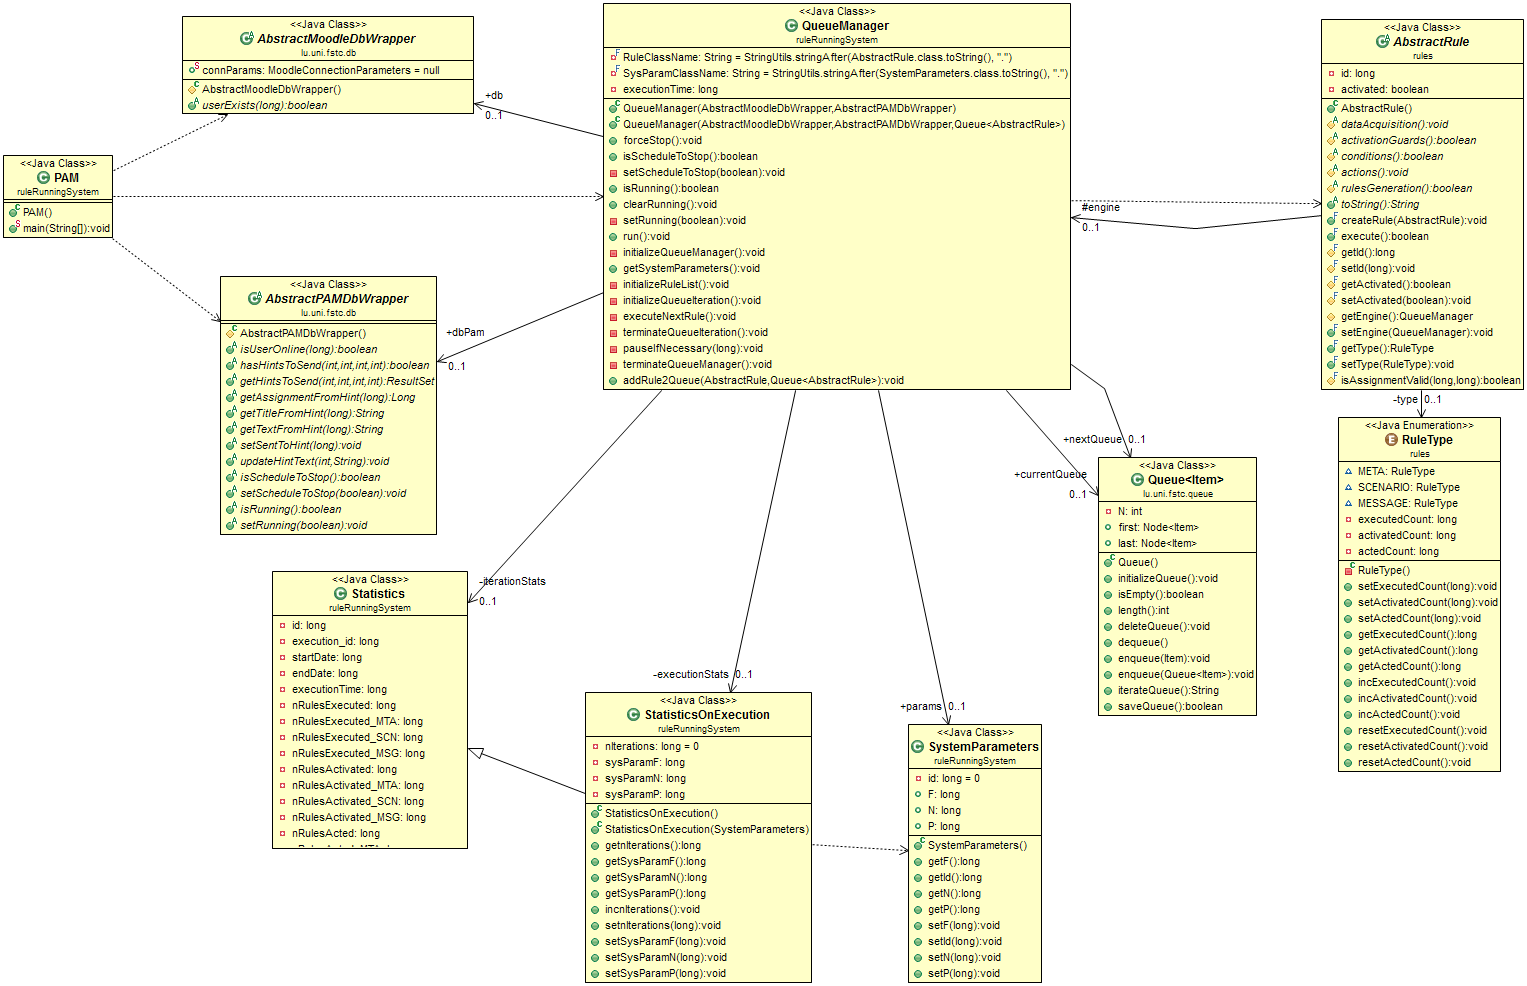 <<Java Class>>
AbstractMoodleDbWrapper
lu.uni.fstc.db
connParams: MoodleConnectionParameters = null
AbstractMoodleDbWrapper()
userExists(long):boolean
<<Java Class>>
QueueManager
ruleRunningSystem
RuleClassName: String = StringUtils.stringAfter(AbstractRule.class.toString(), ".")
SysParamClassName: String = StringUtils.stringAfter(SystemParameters.class.toString(), ".")
executionTime: long
QueueManager(AbstractMoodleDbWrapper,AbstractPAMDbWrapper)
QueueManager(AbstractMoodleDbWrapper,AbstractPAMDbWrapper,Queue<AbstractRule>)
forceStop():void
isScheduleToStop():boolean
setScheduleToStop(boolean):void
isRunning():boolean
clearRunning():void
setRunning(boolean):void
run():void
initializeQueueManager():void
getSystemParameters():void
initializeRuleList():void
initializeQueueIteration():void
executeNextRule():void
terminateQueueIteration():void
pauseIfNecessary(long):void
terminateQueueManager():void
addRule2Queue(AbstractRule,Queue<AbstractRule>):void
<<Java Class>>
AbstractRule
rules
id: long
activated: boolean
AbstractRule()
dataAcquisition():void
activationGuards():boolean
conditions():boolean
actions():void
rulesGeneration():boolean
toString():String
createRule(AbstractRule):void
execute():boolean
getId():long
setId(long):void
getActivated():boolean
setActivated(boolean):void
getEngine():QueueManager
setEngine(QueueManager):void
getType():RuleType
setType(RuleType):void
isAssignmentValid(long,long):boolean
+db
0..1
#engine
0..1
<<Java Class>>
PAM
ruleRunningSystem
PAM()
main(String[]):void
<<Java Class>>
AbstractPAMDbWrapper
lu.uni.fstc.db
AbstractPAMDbWrapper()
isUserOnline(long):boolean
hasHintsToSend(int,int,int,int):boolean
getHintsToSend(int,int,int,int):ResultSet
getAssignmentFromHint(long):Long
getTitleFromHint(long):String
getTextFromHint(long):String
setSentToHint(long):void
updateHintText(int,String):void
isScheduleToStop():boolean
setScheduleToStop(boolean):void
isRunning():boolean
setRunning(boolean):void
+dbPam
0..1
-type 0..1
<<Java Enumeration>>
RuleType
rules
META: RuleType
SCENARIO: RuleType
MESSAGE: RuleType
executedCount: long
activatedCount: long
actedCount: long
RuleType()
setExecutedCount(long):void
setActivatedCount(long):void
setActedCount(long):void
getExecutedCount():long
getActivatedCount():long
getActedCount():long
incExecutedCount():void
incActivatedCount():void
incActedCount():void
resetExecutedCount():void
resetActivatedCount():void
resetActedCount():void
+nextQueue 0..1
+currentQueue
0..1
<<Java Class>>
Queue<Item>
lu.uni.fstc.queue
N: int
first: Node<Item>
last: Node<Item>
Queue()
initializeQueue():void
isEmpty():boolean
length():int
deleteQueue():void
dequeue()
enqueue(Item):void
enqueue(Queue<Item>):void
iterateQueue():String
saveQueue():boolean
-iterationStats
0..1
<<Java Class>>
Statistics
ruleRunningSystem
id: long
execution_id: long
startDate: long
endDate: long
executionTime: long
nRulesExecuted: long
nRulesExecuted_MTA: long
nRulesExecuted_SCN: long
nRulesExecuted_MSG: long
nRulesActivated: long
nRulesActivated_MTA: long
nRulesActivated_SCN: long
nRulesActivated_MSG: long
nRulesActed: long
-executionStats 0..1
<<Java Class>>
StatisticsOnExecution
ruleRunningSystem
nIterations: long = 0
sysParamF: long
sysParamN: long
sysParamP: long
StatisticsOnExecution()
StatisticsOnExecution(SystemParameters)
getnIterations():long
getSysParamF():long
getSysParamN():long
getSysParamP():long
incnIterations():void
setnIterations(long):void
setSysParamF(long):void
setSysParamN(long):void
setSysParamP(long):void
+params 0..1
<<Java Class>>
SystemParameters
ruleRunningSystem
id: long = 0
F: long
N: long
P: long
SystemParameters()
getF():long
getId():long
getN():long
getP():long
setF(long):void
setId(long):void
setN(long):void
setP(long):void